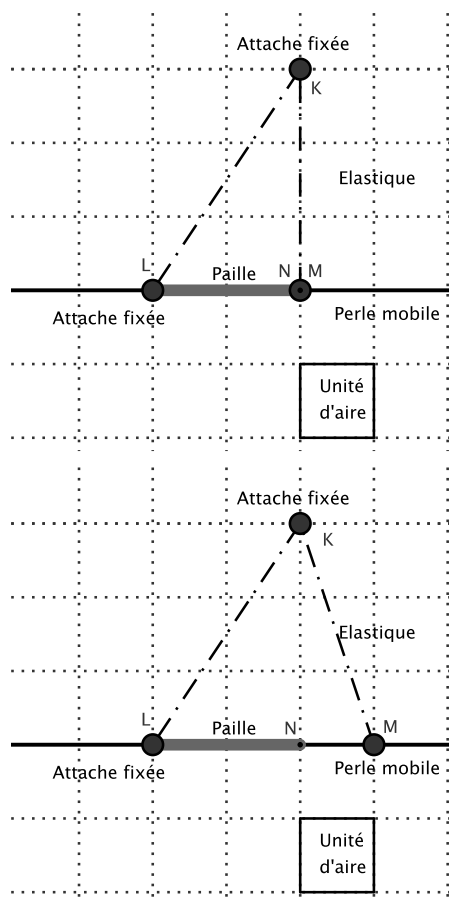 Attache fixée
K
Elastique
L
Paille
N M
Attache fixée
Perle mobile
Unité
d'aire
Attache fixée
K
Elastique
L
Paille
N
M
Attache fixée
Perle mobile
Unité
d'aire